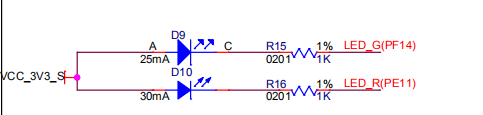 D9
A C R15 1% LED_G(PF14)
25mA 0201 1K
VCC_3V3_S
D10
R16 1% LED_R(PE11)
30mA 0201 1K